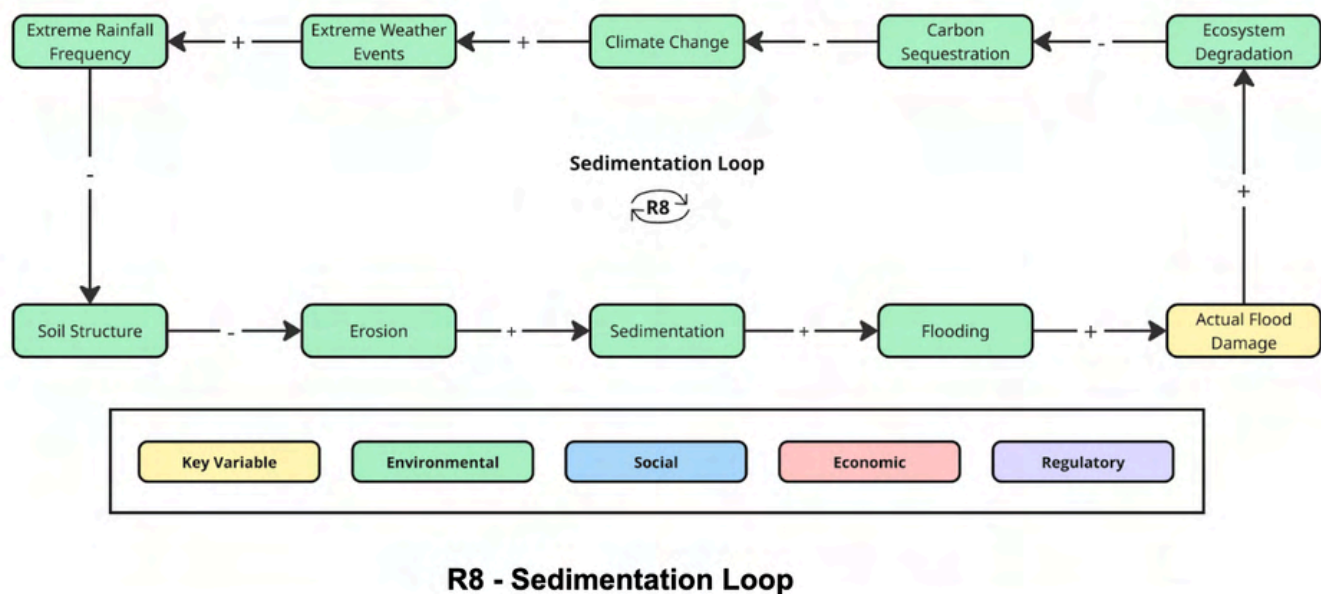 Extreme Rainfall
Frequency
+
Extreme Weather
Events
+
Climate Change
-
Carbon
Sequestration
-
Ecosystem
Degradation
-
Sedimentation Loop
R8
+
Soil Structure
-
Erosion
+
Sedimentation
+
Flooding
+
Actual Flood
Damage
Key Variable
Environmental
Social
Economic
Regulatory
R8 - Sedimentation Loop